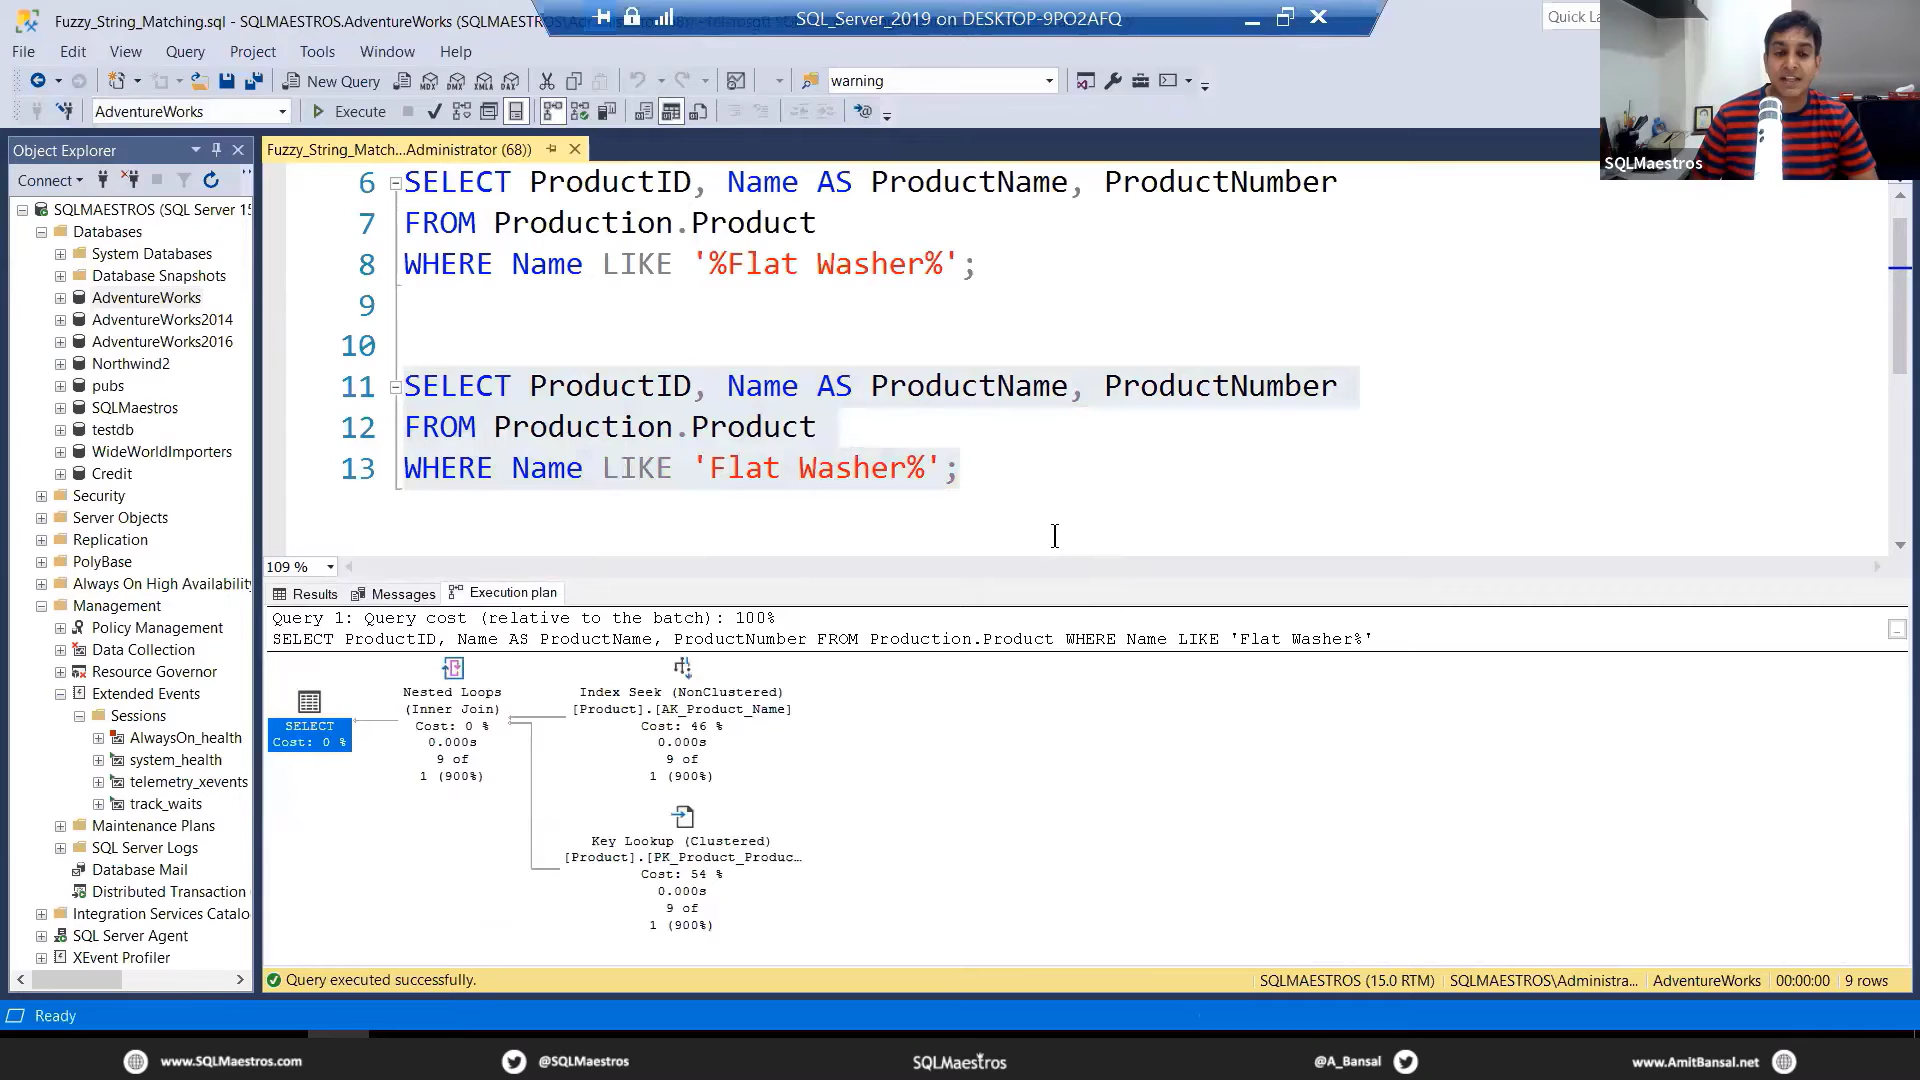 Fuzzy_String_Matching.sql - SQLMAESTROS.AdventureWorks (SQLMAESTROS\
SQL_Server_2019 on DESKTOP-9PO2AFQ
Quick La
File Edit View Query Project Tools Window Help
New Query
MDX DMX XMLA DAX
warning
AdventureWorks
Execute
SQLMaestros
Object Explorer
Fuzzy_String_Match...Administrator (68))
Connect
SQLMAESTROS (SQL Server 15
Databases
System Databases
Database Snapshots
AdventureWorks
AdventureWorks2014
AdventureWorks2016
Northwind2
pubs
SQLMaestros
testdb
WideWorldImporters
Credit
Security
Server Objects
Replication
PolyBase
Always On High Availability
Management
Policy Management
Data Collection
Resource Governor
Extended Events
Sessions
AlwaysOn_health
system_health
telemetry_xevents
track_waits
Maintenance Plans
SQL Server Logs
Database Mail
Distributed Transaction
Integration Services Catalo
SQL Server Agent
XEvent Profiler
6 SELECT ProductID, Name AS ProductName, ProductNumber
7 FROM Production.Product
8 WHERE Name LIKE '%Flat Washer%';
9
10
11 SELECT ProductID, Name AS ProductName, ProductNumber
12 FROM Production.Product
13 WHERE Name LIKE 'Flat Washer%';
109 %
Results Messages Execution plan
Query 1: Query cost (relative to the batch): 100%
SELECT ProductID, Name AS ProductName, ProductNumber FROM Production.Product WHERE Name LIKE 'Flat Washer%'
SELECT
Cost: 0 %
Nested Loops
(Inner Join)
Cost: 0 %
0.000s
9 of
1 (900%)
Index Seek (NonClustered)
[Product].[AK_Product_Name]
Cost: 46 %
0.000s
9 of
1 (900%)
Key Lookup (Clustered)
[Product].[PK_Product_Produc...
Cost: 54 %
0.000s
9 of
1 (900%)
Query executed successfully.
SQLMAESTROS (15.0 RTM) SQLMAESTROS\Administra... AdventureWorks 00:00:00 9 rows
Ready
www.SQLMaestros.com @SQLMaestros SQLMaestros @A_Bansal www.AmitBansal.net